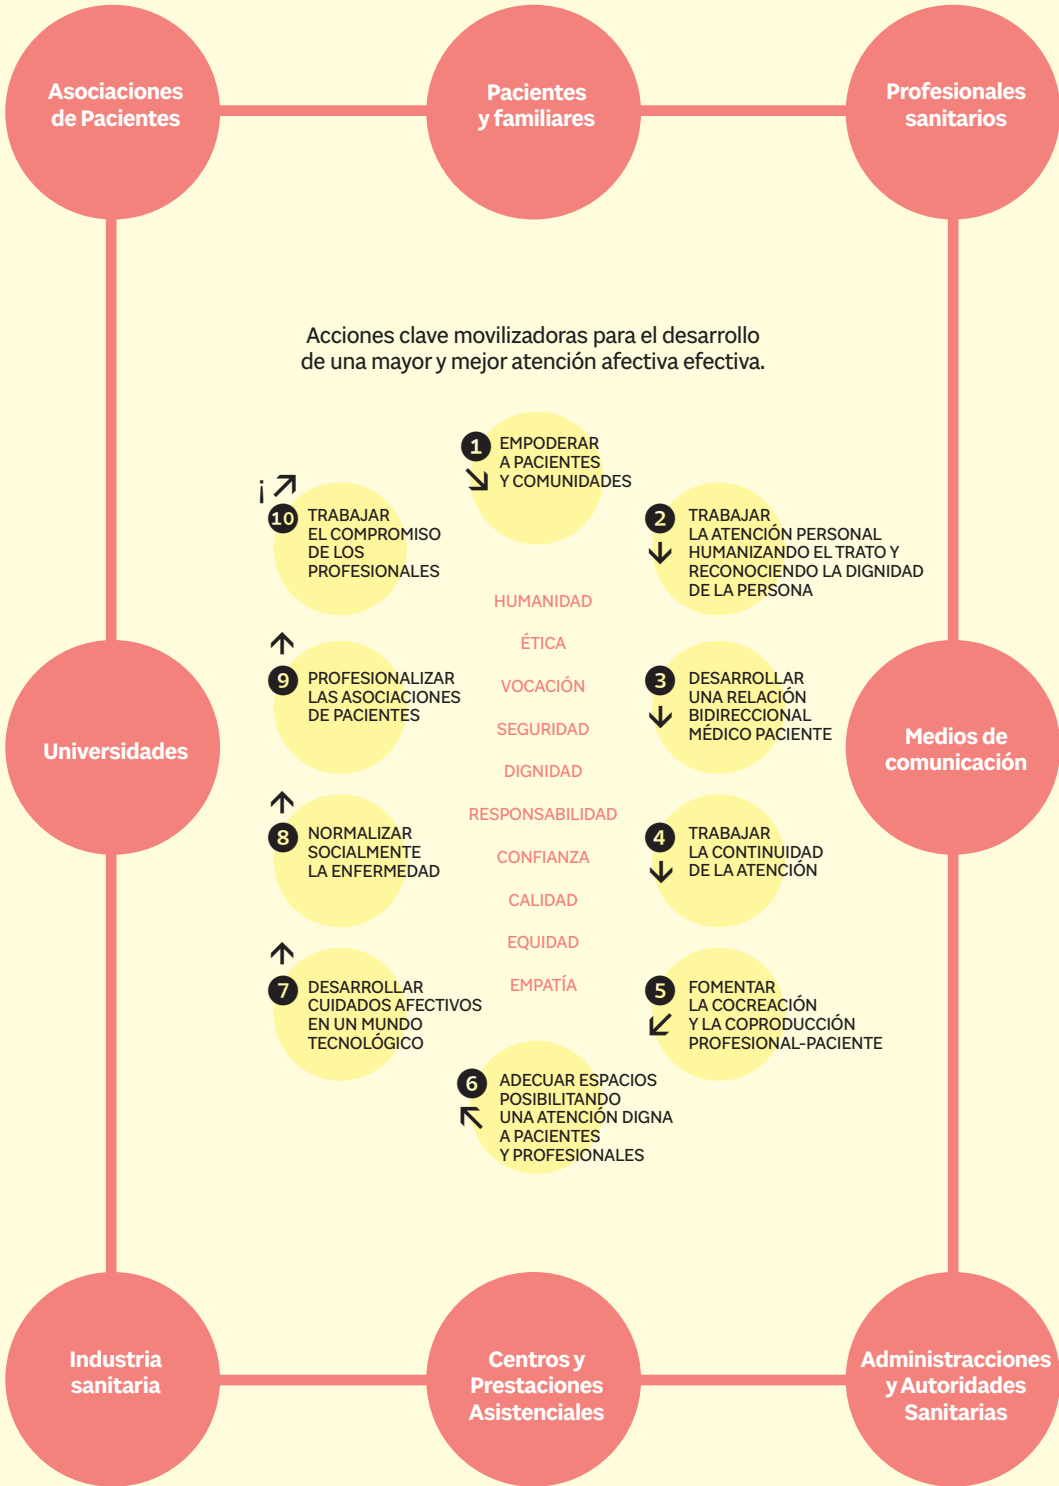 Asociaciones
de Pacientes
Pacientes
y familiares
Profesionales
sanitarios
Acciones clave movilizadoras para el desarrollo
de una mayor y mejor atención afectiva efectiva.
1 EMPODERAR
A PACIENTES
Y COMUNIDADES
¡
10 TRABAJAR
EL COMPROMISO
DE LOS
PROFESIONALES
2 TRABAJAR
LA ATENCIÓN PERSONAL
HUMANIZANDO EL TRATO Y
RECONOCIENDO LA DIGNIDAD
DE LA PERSONA
HUMANIDAD
ÉTICA
VOCACIÓN
SEGURIDAD
DIGNIDAD
RESPONSABILIDAD
CONFIANZA
CALIDAD
EQUIDAD
EMPATÍA
9 PROFESIONALIZAR
LAS ASOCIACIONES
DE PACIENTES
3 DESARROLLAR
UNA RELACIÓN
BIDIRECCIONAL
MÉDICO PACIENTE
Universidades
Medios de
comunicación
8 NORMALIZAR
SOCIALMENTE
LA ENFERMEDAD
4 TRABAJAR
LA CONTINUIDAD
DE LA ATENCIÓN
7 DESARROLLAR
CUIDADOS AFECTIVOS
EN UN MUNDO
TECNOLÓGICO
5 FOMENTAR
LA COCREACIÓN
Y LA COPRODUCCIÓN
PROFESIONAL-PACIENTE
6 ADECUAR ESPACIOS
POSIBILITANDO
UNA ATENCIÓN DIGNA
A PACIENTES
Y PROFESIONALES
Industria
sanitaria
Centros y
Prestaciones
Asistenciales
Administracciones
y Autoridades
Sanitarias